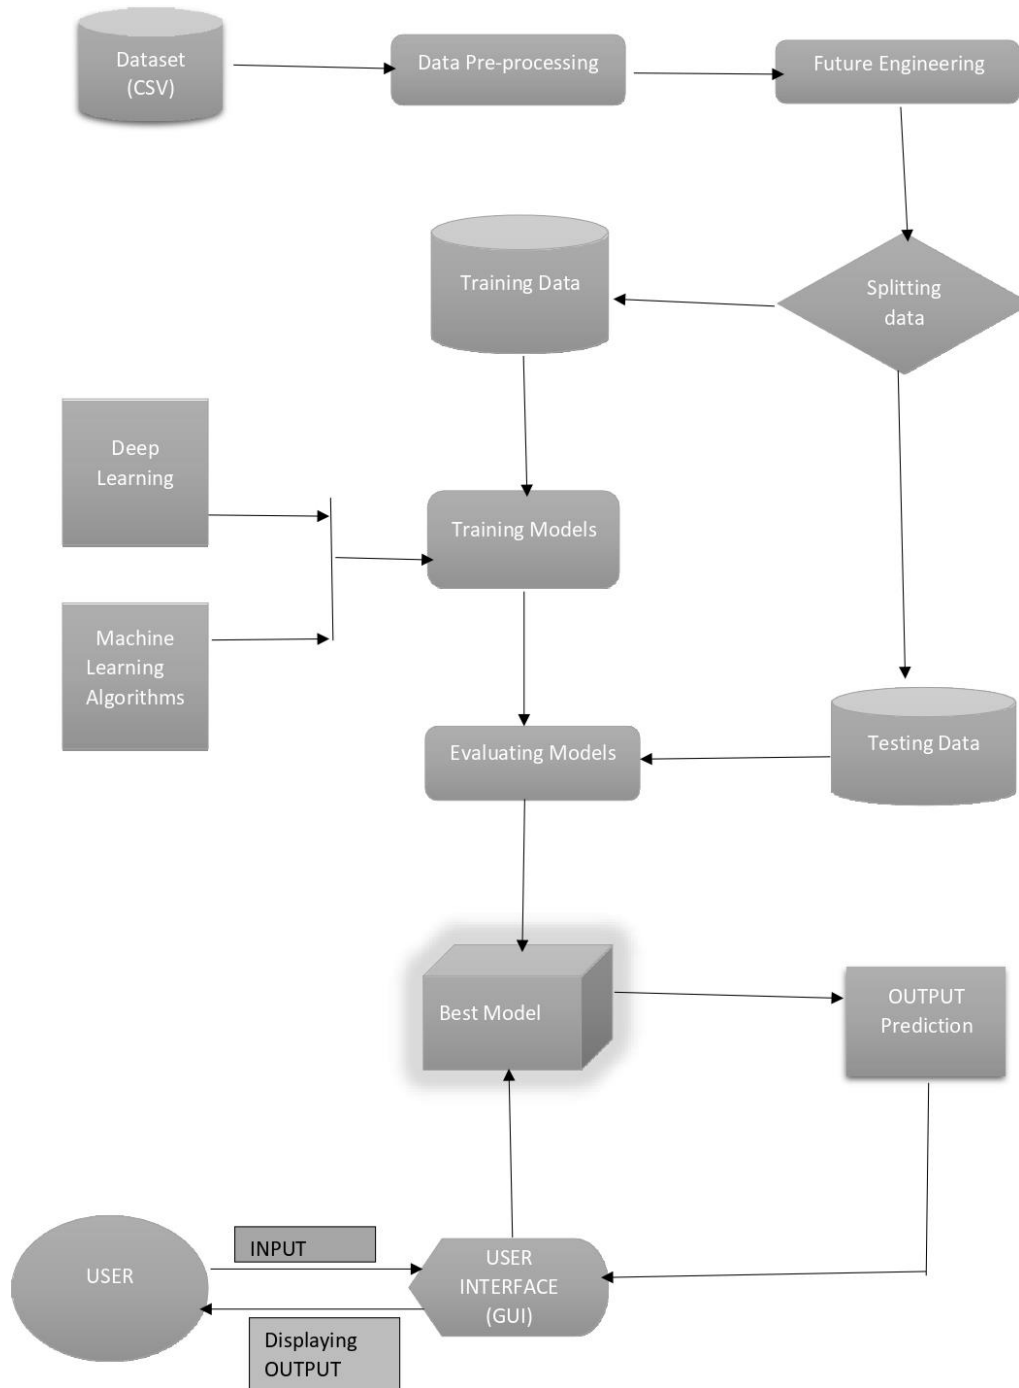 Dataset
(CSV)
Data Pre-processing
Future Engineering
Training Data
Splitting
data
Deep
Learning
Training Models
Machine
Learning
Algorithms
Evaluating Models
Testing Data
Best Model
OUTPUT
Prediction
USER
INPUT
USER
INTERFACE
(GUI)
Displaying
OUTPUT